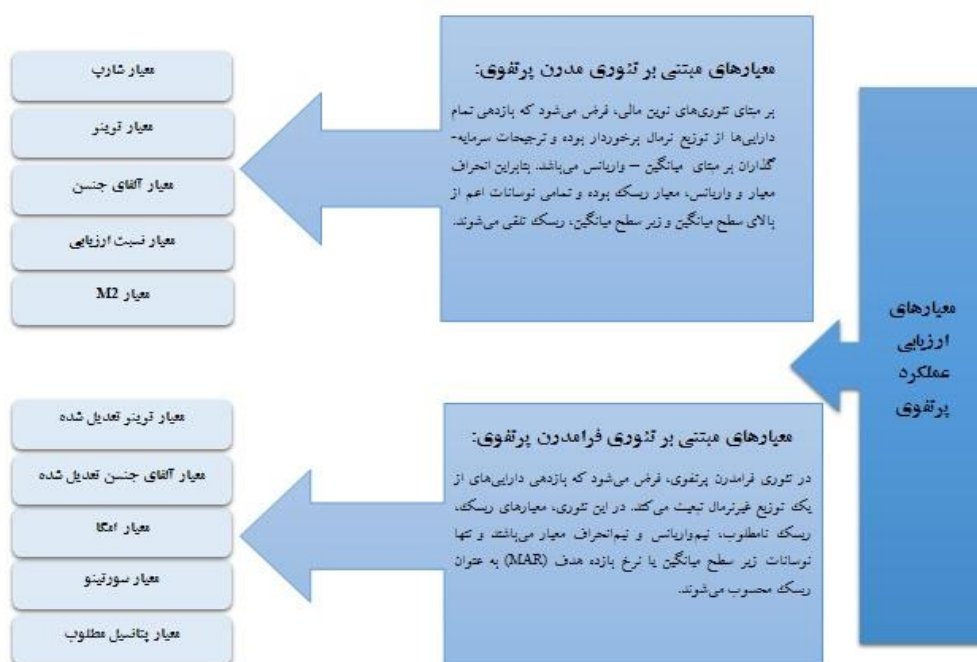 معیارهای
ارزیابی
عملکرد
پرتفوی
معیارهای مبتنی بر تئوری مدرن پرتفوی:
بر مبنای تئوری‌های نوین مالی، فرض می‌شود که بازدهی تمام
دارایی‌ها از توزیع نرمال برخوردار بوده و ترجیحات سرمایه-
گذاران بر مبنای میانگین – واریانس می‌باشد. بنابراین انحراف
معیار و واریانس، معیار ریسک بوده و تمامی نوسانات اعم از
بالای سطح میانگین و زیر سطح میانگین، ریسک تلقی می‌شوند.
معیار شارپ
معیار ترینر
معیار آلفای جنسن
معیار نسبت ارزیابی
معیار M2
معیارهای مبتنی بر تئوری فرامدرن پرتفوی:
در تئوری فرامدرن پرتفوی، فرض می‌شود که بازدهی دارایی‌های از
یک توزیع غیرنرمال تبعیت می‌کند. در این تئوری، معیارهای ریسک،
ریسک نامطلوب، نیم‌واریانس و نیم‌انحراف معیار می‌باشند و تنها
نوسانات زیر سطح میانگین یا نرخ بازده هدف (MAR) به عنوان
ریسک محسوب می‌شوند.
معیار ترینر تعدیل شده
معیار آلفای جنسن تعدیل شده
معیار امگا
معیار سورتینو
معیار پتانسیل مطلوب